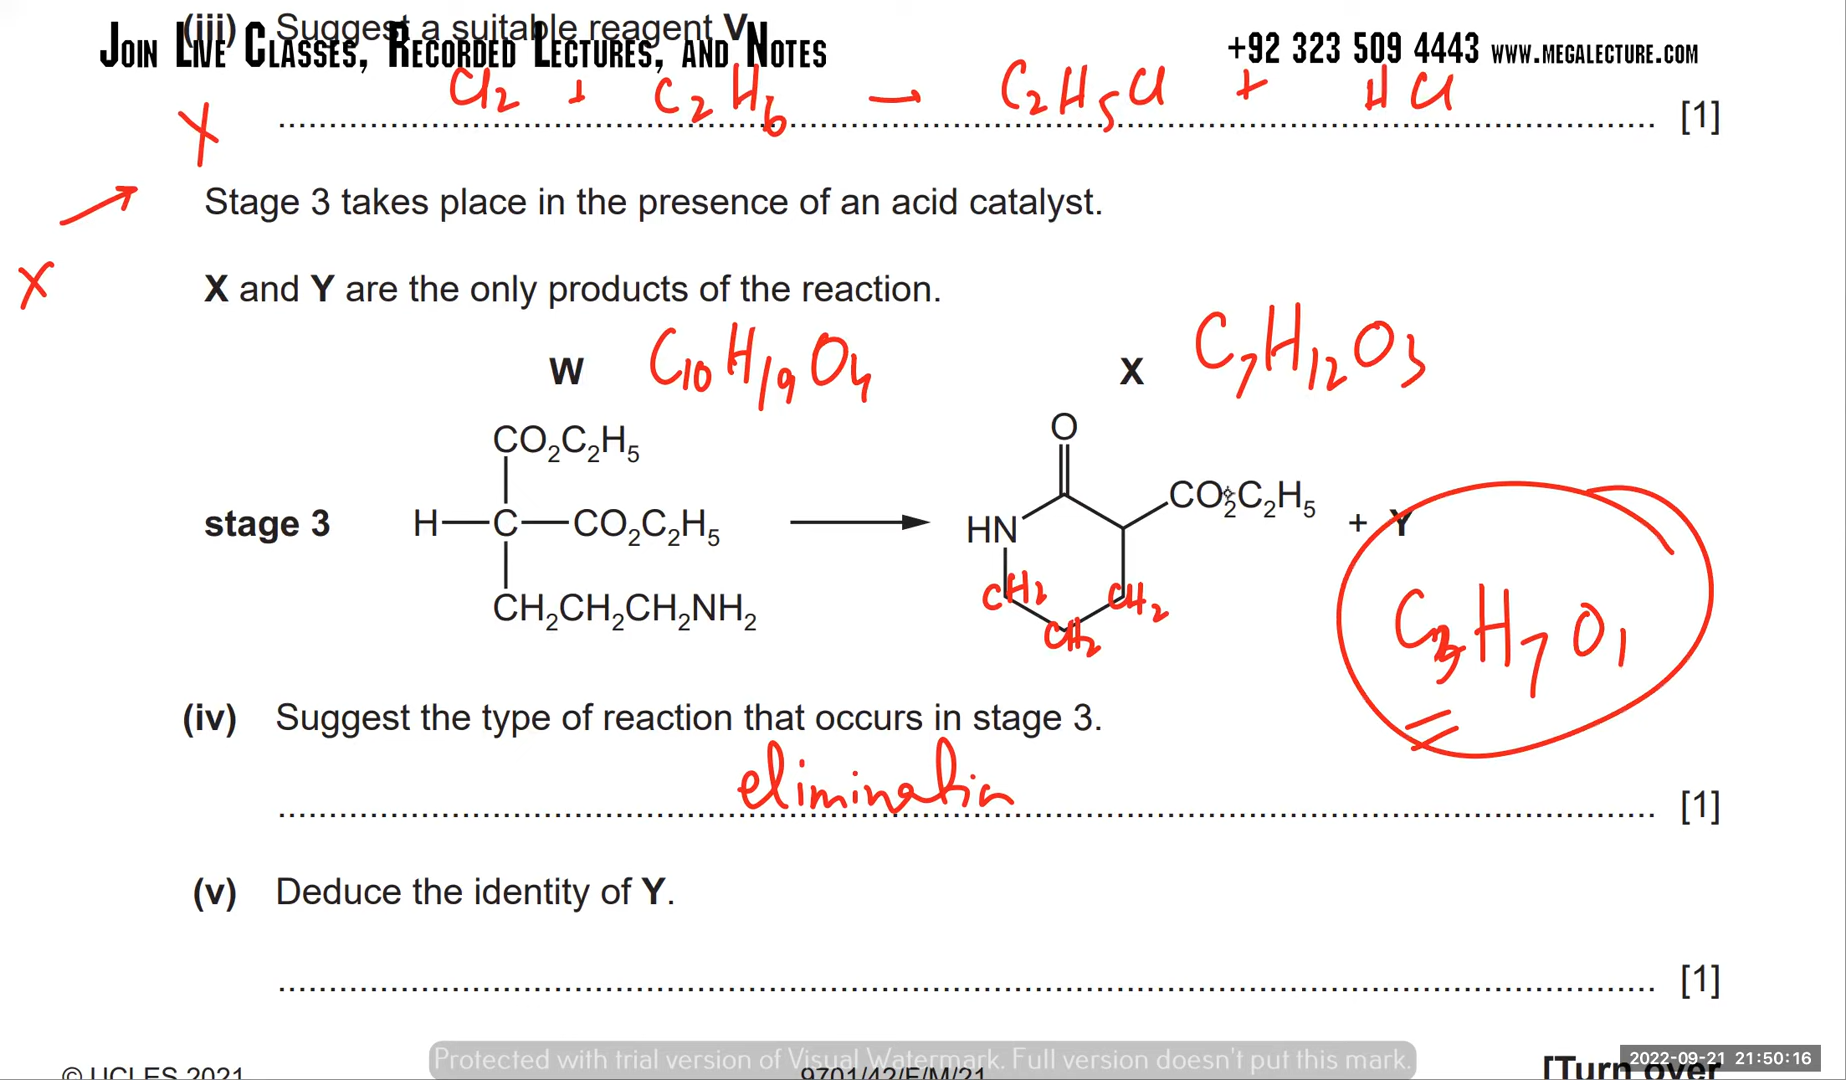 (iii) Suggest a suitable reagent V
JOIN LIVE CLASSES, RECORDED LECTURES, AND NOTES
+92 323 509 4443 WWW.MEGALECTURE.COM
Cl2 + C2H6 → C2H5Cl + HCl
Y
[1]
Stage 3 takes place in the presence of an acid catalyst.
X
X and Y are the only products of the reaction.
W C10H19O4 X C7H12O3
CO2C2H5
O
CO2C2H5
stage 3 H—C—CO2C2H5 HN + Y
CH2 CH2
CH2CH2CH2NH2
CH2
H7O1
(iv) Suggest the type of reaction that occurs in stage 3.
elimination
[1]
(v) Deduce the identity of Y.
[1]
Protected with trial version of Visual Watermark. Full version doesn't put this mark.
© UCLES 2021 9701/42/F/M/21 [Turn over
2022-09-21 21:50:16